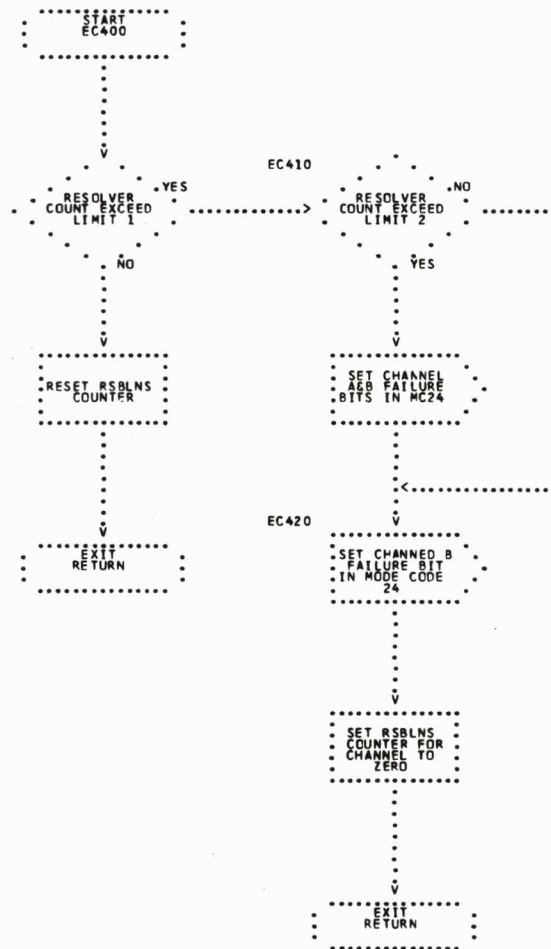 START
EC400
RESOLVER
COUNT EXCEED
LIMIT 1
YES
NO
RESET RSBLNS
COUNTER
EXIT
RETURN
EC410
RESOLVER
COUNT EXCEED
LIMIT 2
NO
YES
SET CHANNEL
A&B FAILURE
BITS IN MC24
EC420
SET CHANNED B
FAILURE BIT
IN MODE CODE
24
SET RSBLNS
COUNTER FOR
CHANNEL TO
ZERO
EXIT
RETURN